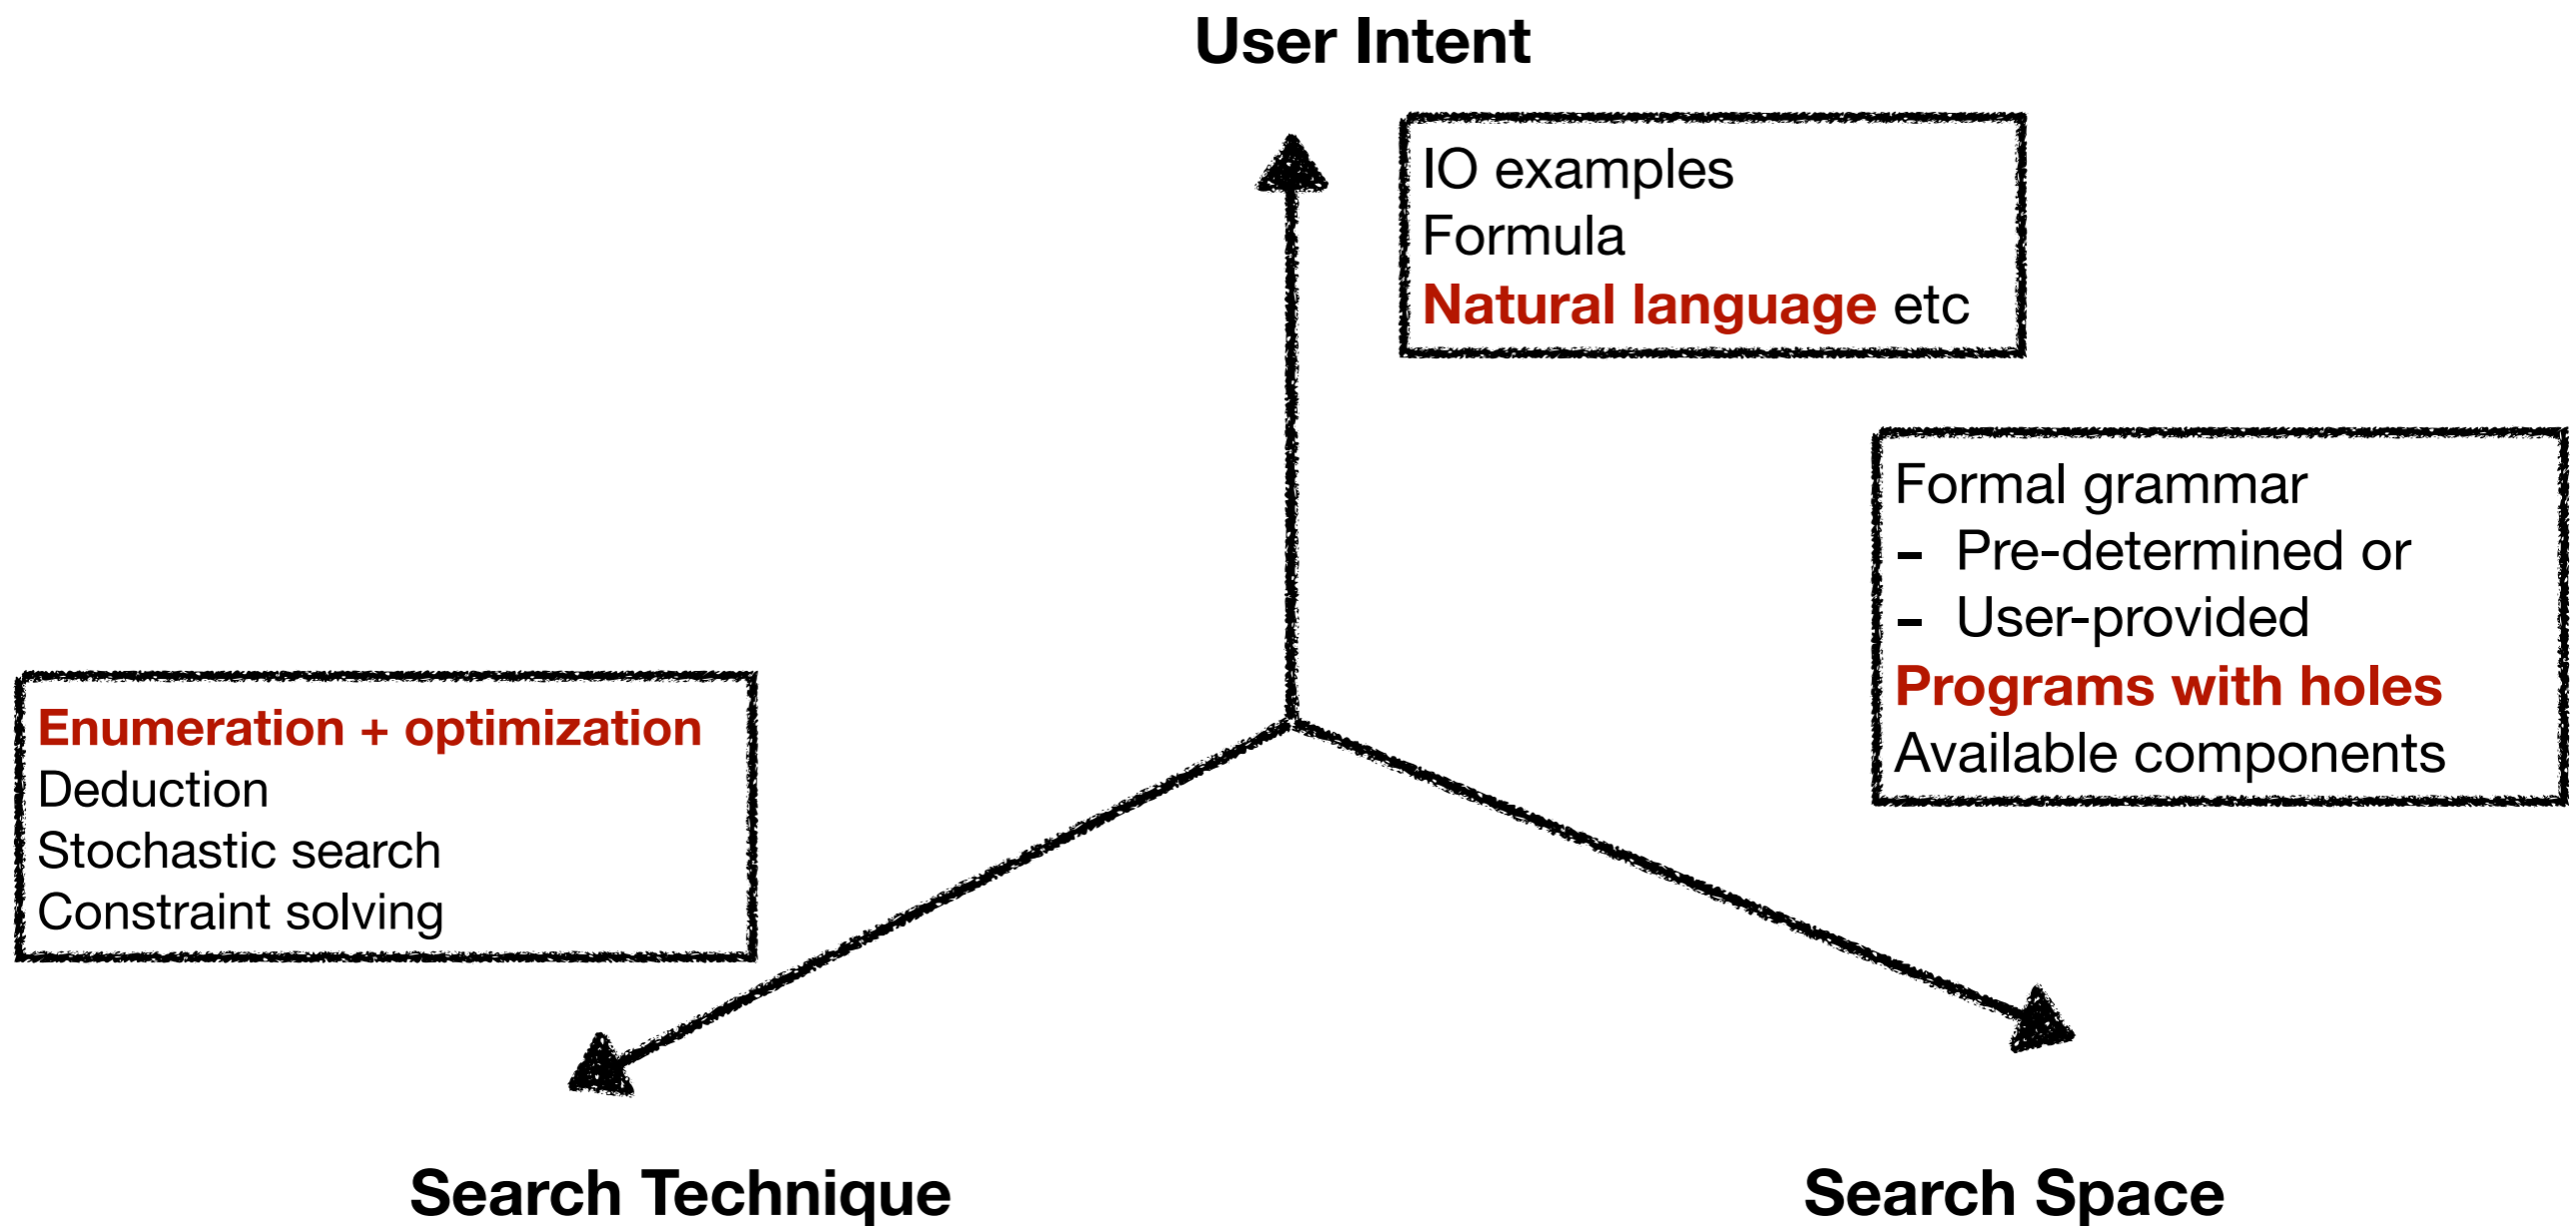 User Intent
IO examples
Formula
Natural language etc
Formal grammar
- Pre-determined or
- User-provided
Programs with holes
Available components
Enumeration + optimization
Deduction
Stochastic search
Constraint solving
Search Technique
Search Space